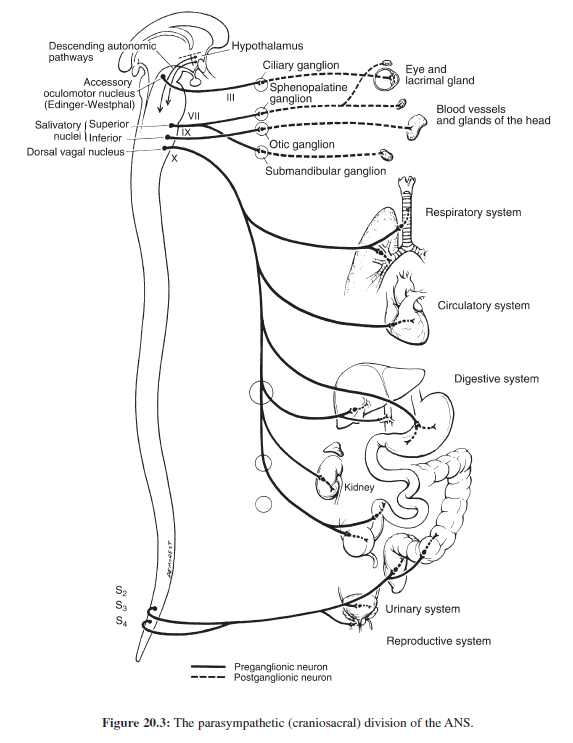 Descending autonomic
pathways
Hypothalamus
Accessory
oculomotor nucleus
(Edinger-Westphal)
Ciliary ganglion
Eye and
lacrimal gland
III
Sphenopalatine
ganglion
VII
Blood vessels
and glands of the head
Salivatory Superior
nuclei Inferior
IX
Dorsal vagal nucleus
X
Otic ganglion
Submandibular ganglion
Respiratory system
Circulatory system
Digestive system
Kidney
DEMAREST
S2
S3
S4
Urinary system
Reproductive system
Preganglionic neuron
Postganglionic neuron
Figure 20.3: The parasympathetic (craniosacral) division of the ANS.